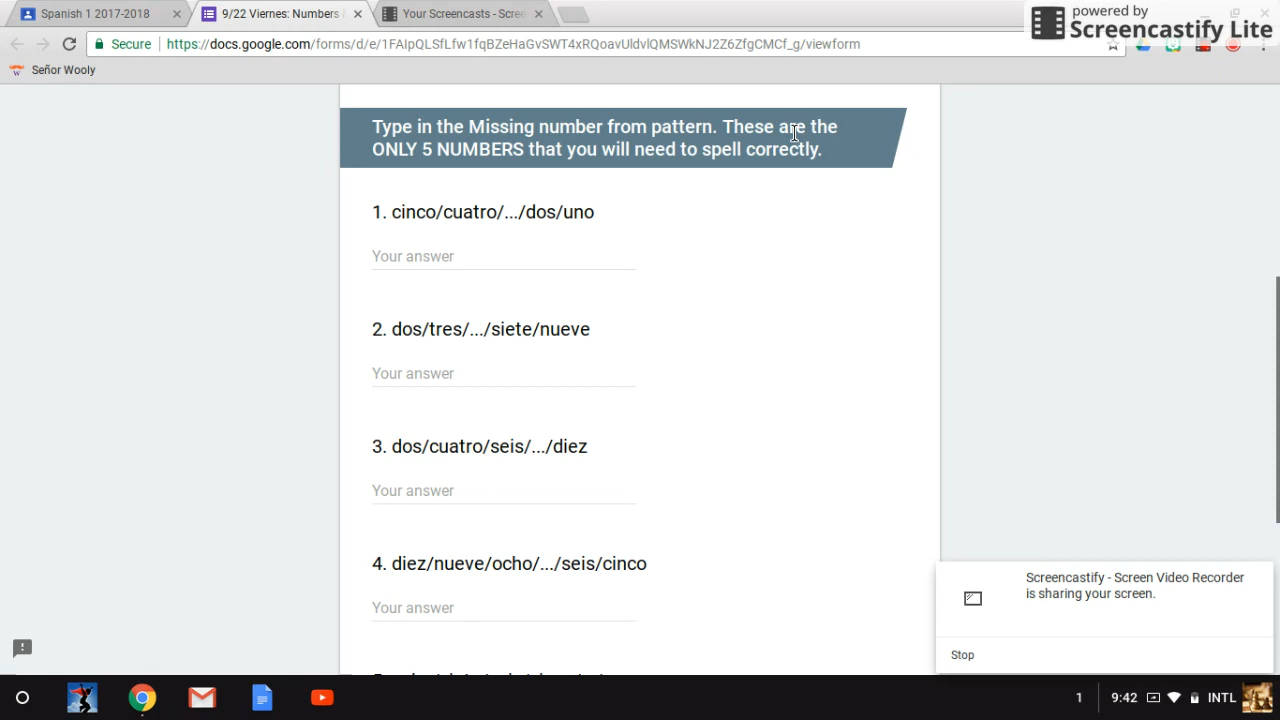 Spanish 1 2017-2018
9/22 Viernes: Numbers &
Your Screencasts - Scree
powered by
Screencastify Lite
Secure
https://docs.google.com/forms/d/e/1FAIpQLSfLfw1fqBZeHaGvSWT4xRQoavUldvlQMSWkNJ2Z6ZfgCMCf_g/viewform
Señor Wooly
Type in the Missing number from pattern. These are the
ONLY 5 NUMBERS that you will need to spell correctly.
1. cinco/cuatro/.../dos/uno
Your answer
2. dos/tres/.../siete/nueve
Your answer
3. dos/cuatro/seis/.../diez
Your answer
4. diez/nueve/ocho/.../seis/cinco
Your answer
Screencastify - Screen Video Recorder
is sharing your screen.
Stop
1
9:42
INTL